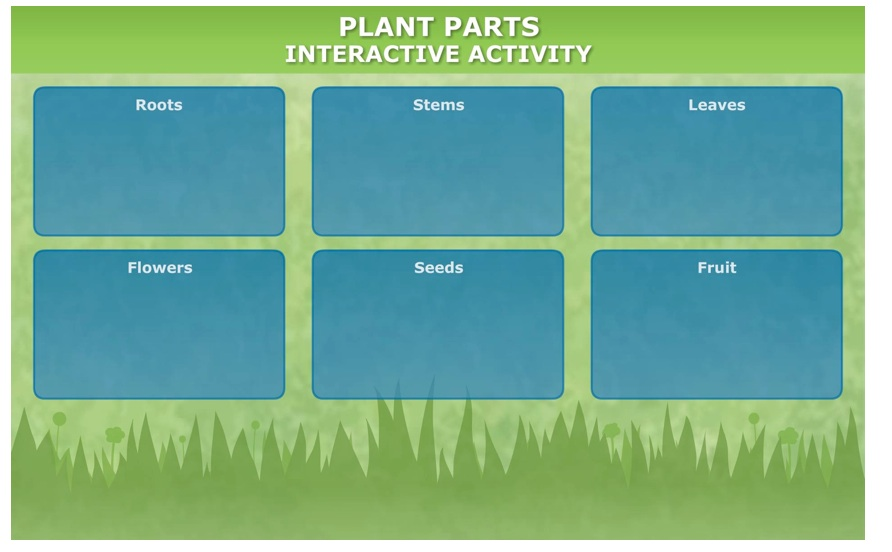 PLANT PARTS
INTERACTIVE ACTIVITY
Roots
Stems
Leaves
Flowers
Seeds
Fruit